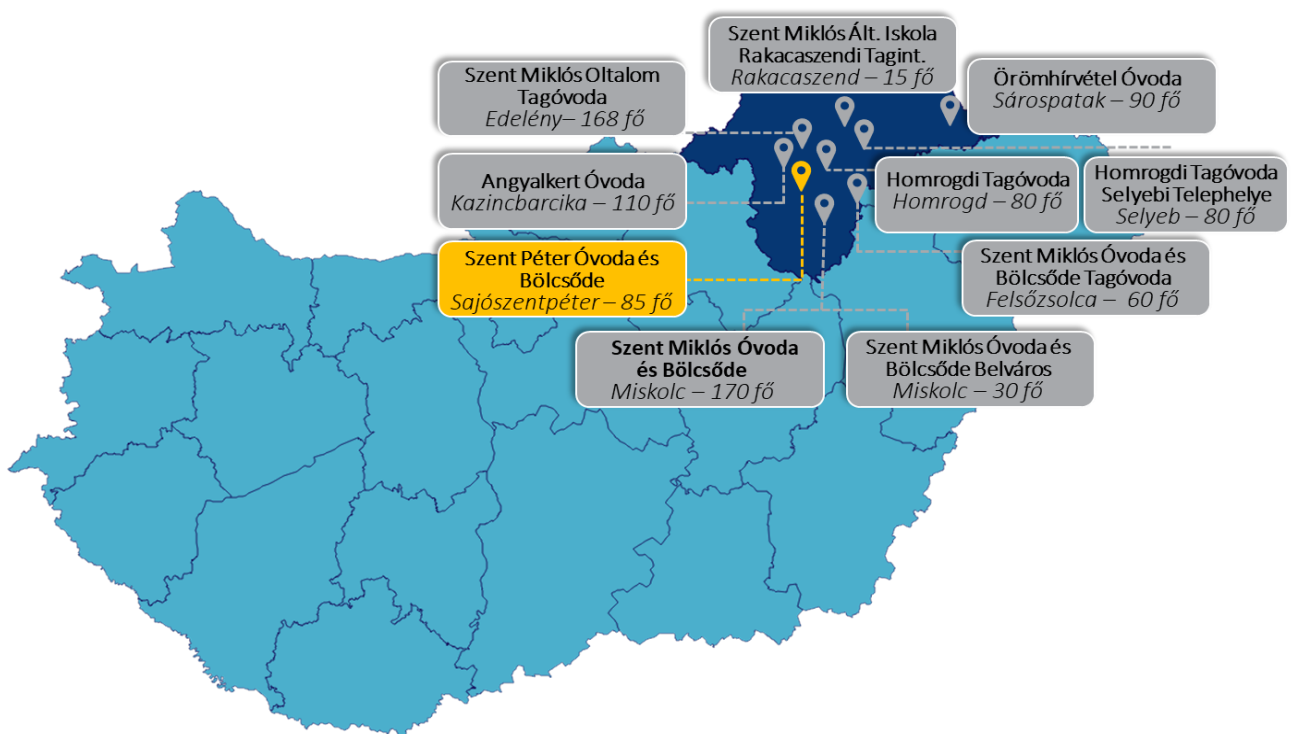 Szent Miklós Ált. Iskola
Rakacaszendi Tagint.
Rakacaszend – 15 fő
Szent Miklós Oltalom
Tagóvoda
Edelény– 168 fő
Örömhírvétel Óvoda
Sárospatak – 90 fő
Angyalkert Óvoda
Kazincbarcika – 110 fő
Homrogdi Tagóvoda
Homrogd – 80 fő
Homrogdi Tagóvoda
Selyebi Telephelye
Selyeb – 80 fő
Szent Péter Óvoda és
Bölcsőde
Sajószentpéter – 85 fő
Szent Miklós Óvoda és
Bölcsőde Tagóvoda
Felsőzsolca – 60 fő
Szent Miklós Óvoda
és Bölcsőde
Miskolc – 170 fő
Szent Miklós Óvoda és
Bölcsőde Belváros
Miskolc – 30 fő